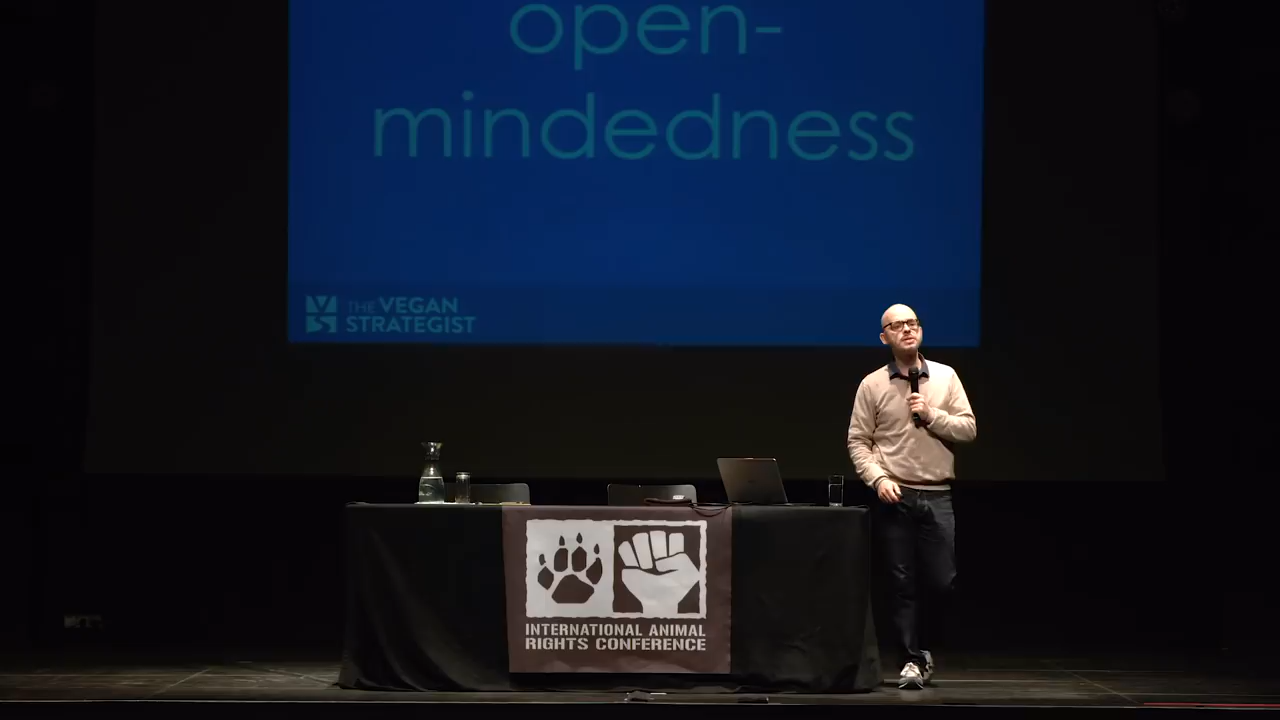 open-
mindedness
THE VEGAN
STRATEGIST
INTERNATIONAL ANIMAL
RIGHTS CONFERENCE